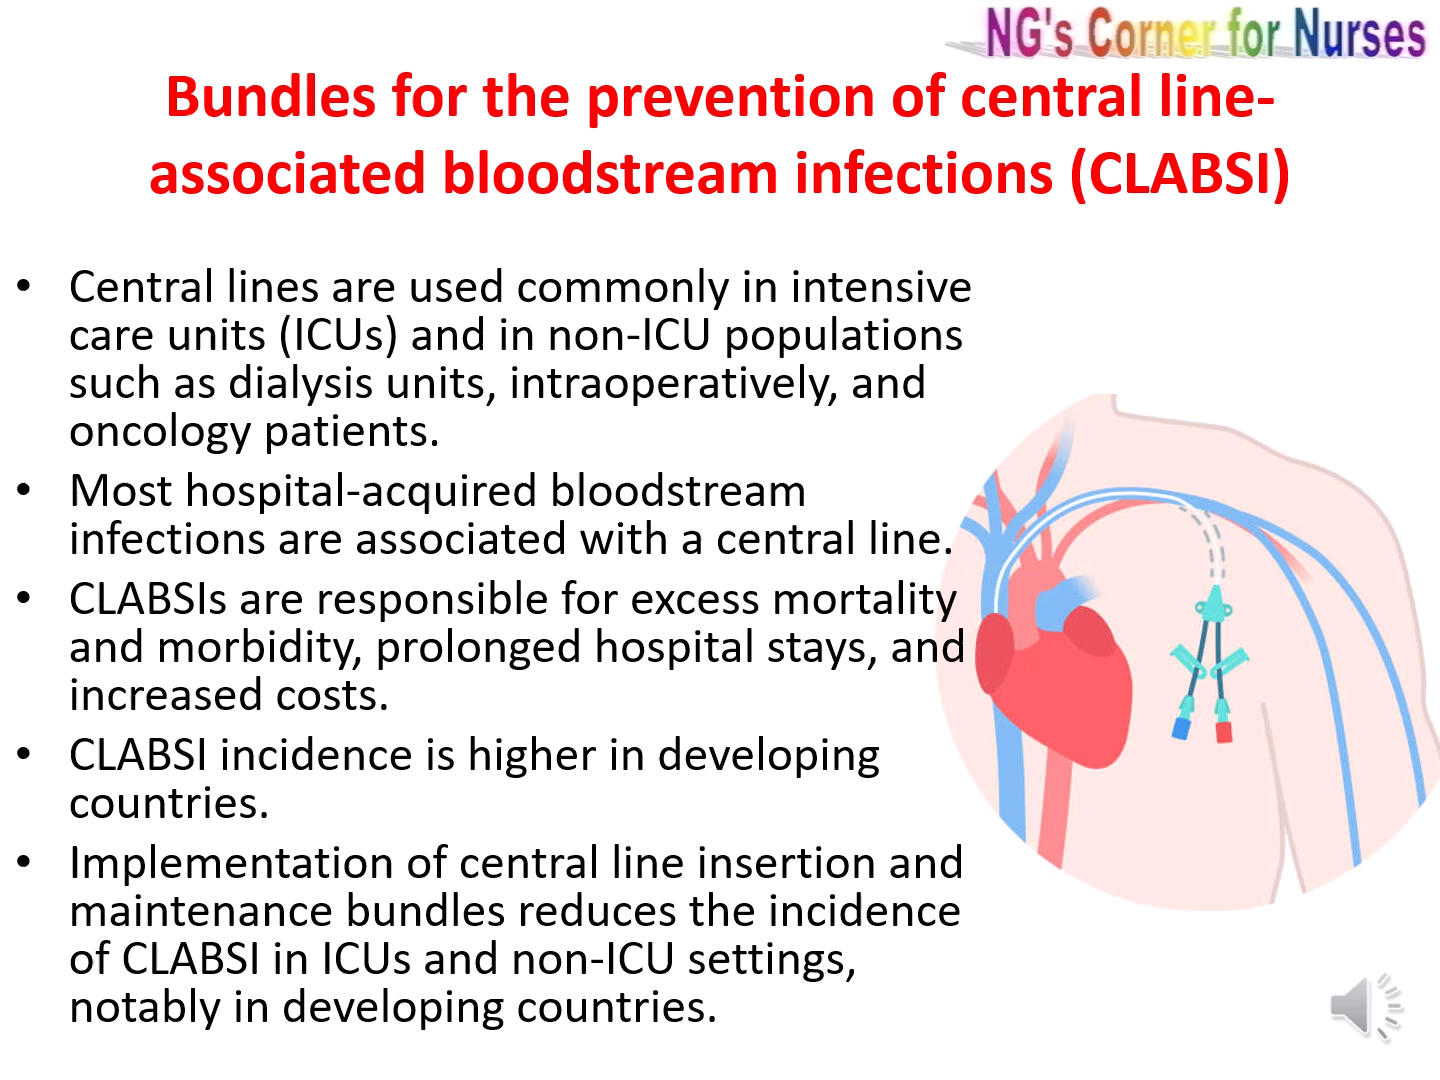 NG's Corner for Nurses
Bundles for the prevention of central line-
associated bloodstream infections (CLABSI)
• Central lines are used commonly in intensive
care units (ICUs) and in non-ICU populations
such as dialysis units, intraoperatively, and
oncology patients.
• Most hospital-acquired bloodstream
infections are associated with a central line.
• CLABSIs are responsible for excess mortality
and morbidity, prolonged hospital stays, and
increased costs.
• CLABSI incidence is higher in developing
countries.
• Implementation of central line insertion and
maintenance bundles reduces the incidence
of CLABSI in ICUs and non-ICU settings,
notably in developing countries.